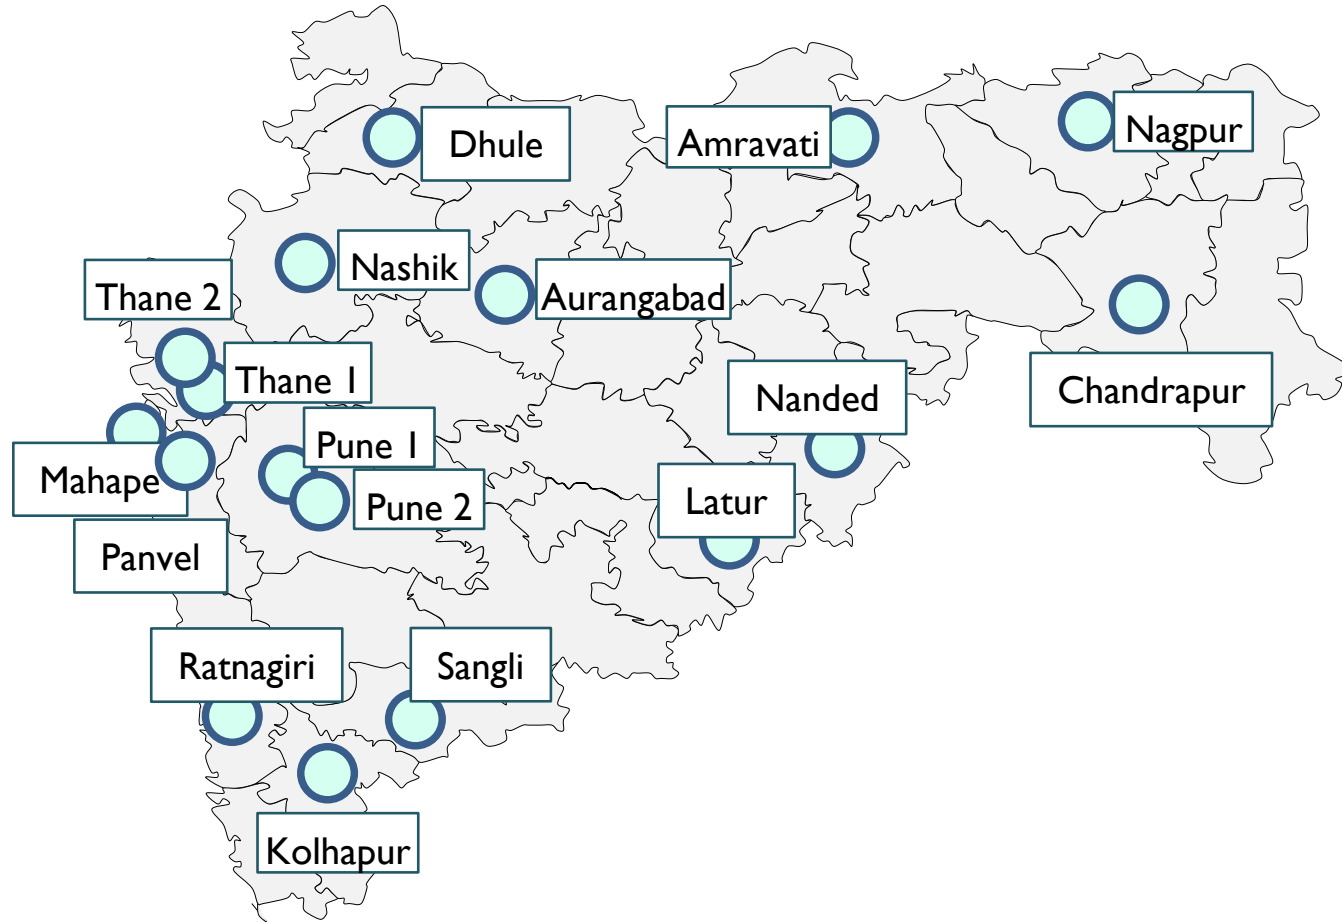 Dhule
Amravati
Nagpur
Nashik
Thane 2
Aurangabad
Thane 1
Nanded
Chandrapur
Pune 1
Mahape
Pune 2
Latur
Panvel
Ratnagiri
Sangli
Kolhapur